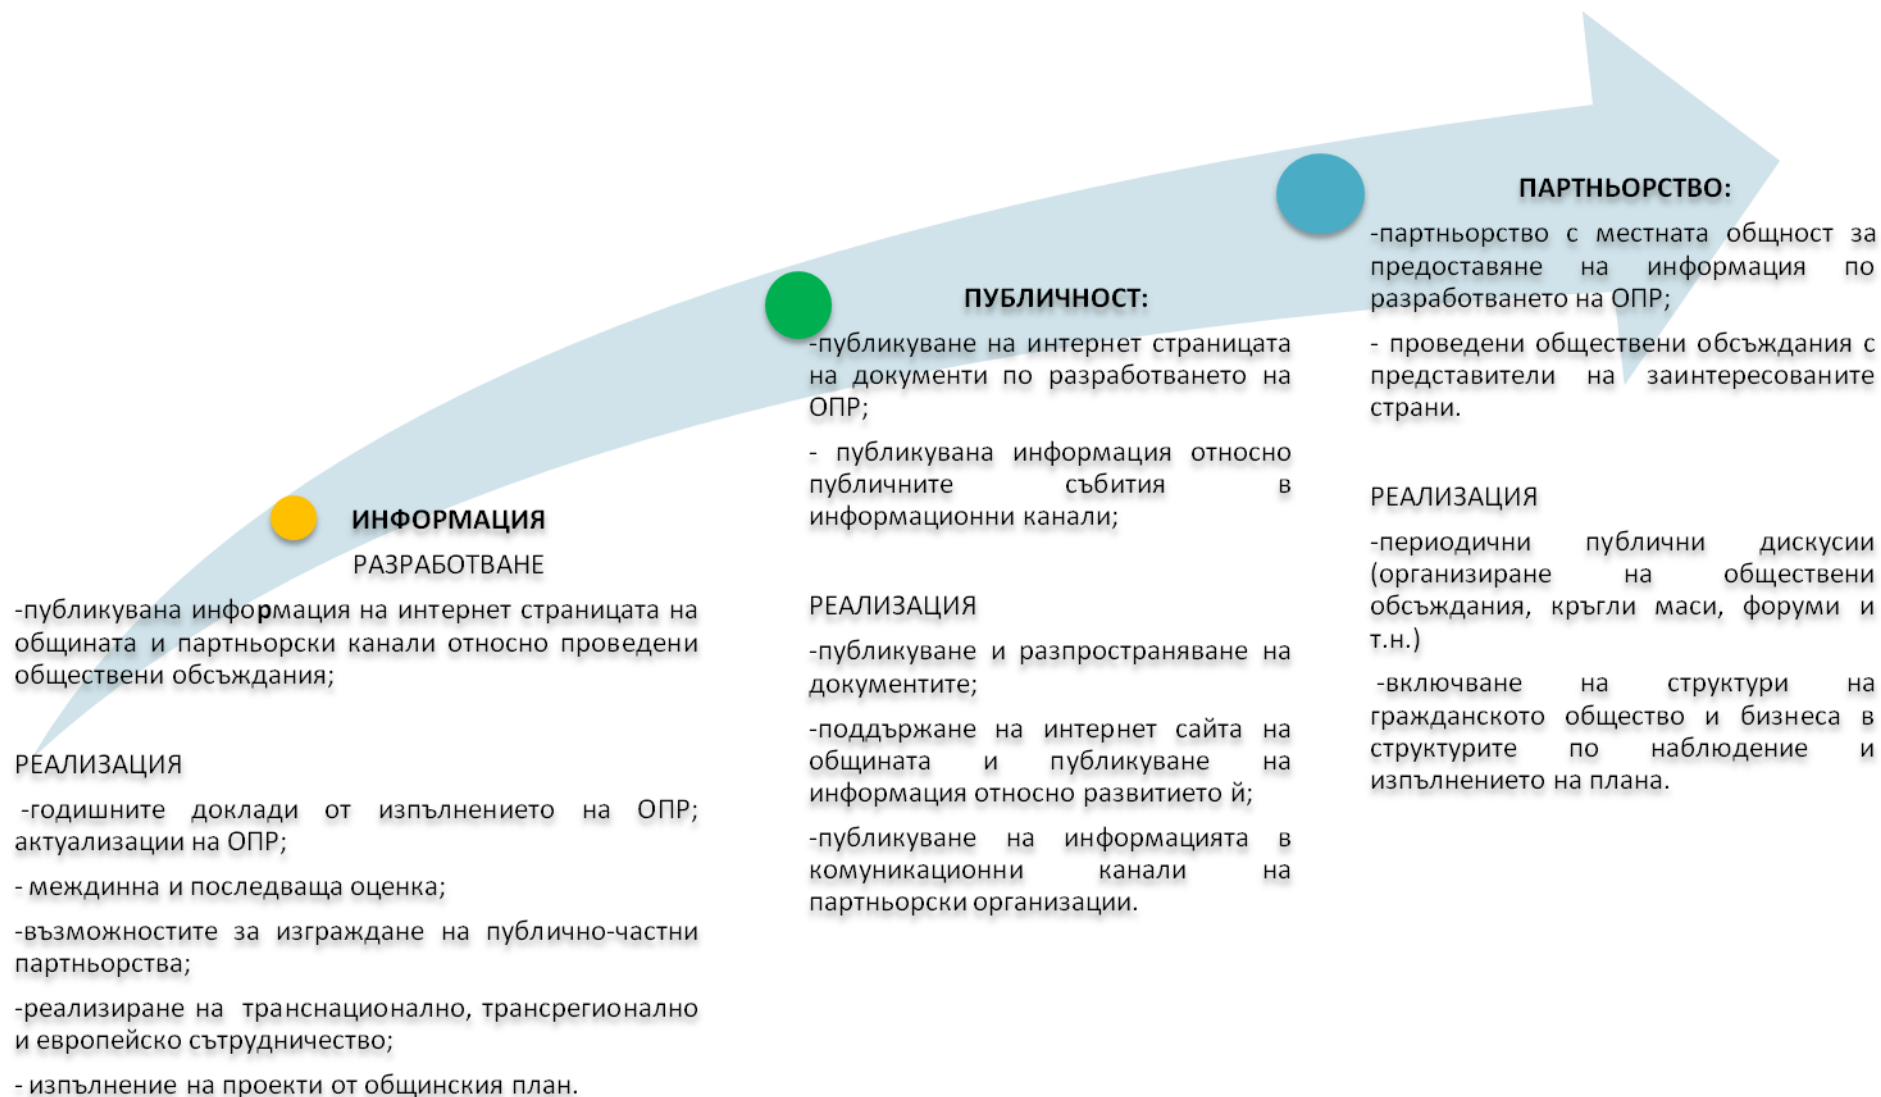 ИНФОРМАЦИЯ
РАЗРАБОТВАНЕ
-публикувана информация на интернет страницата на
общината и партньорски канали относно проведени
обществени обсъждания;
РЕАЛИЗАЦИЯ
-годишните доклади от изпълнението на ОПР;
актуализации на ОПР;
- междинна и последваща оценка;
-възможностите за изграждане на публично-частни
партньорства;
-реализиране на транснационално, трансрегионално
и европейско сътрудничество;
- изпълнение на проекти от общинския план.
ПУБЛИЧНОСТ:
-публикуване на интернет страницата
на документи по разработването на
ОПР;
- публикувана информация относно
публичните събития в
информационни канали;
РЕАЛИЗАЦИЯ
-публикуване и разпространяване на
документите;
-поддържане на интернет сайта на
общината и публикуване на
информация относно развитието й;
-публикуване на информацията в
комуникационни канали на
партньорски организации.
ПАРТНЬОРСТВО:
-партньорство с местната общност за
предоставяне на информация по
разработването на ОПР;
- проведени обществени обсъждания с
представители на заинтересованите
страни.
РЕАЛИЗАЦИЯ
-периодични публични дискусии
(организиране на обществени
обсъждания, кръгли маси, форуми и
т.н.)
-включване на структури на
гражданското общество и бизнеса в
структурите по наблюдение и
изпълнението на плана.